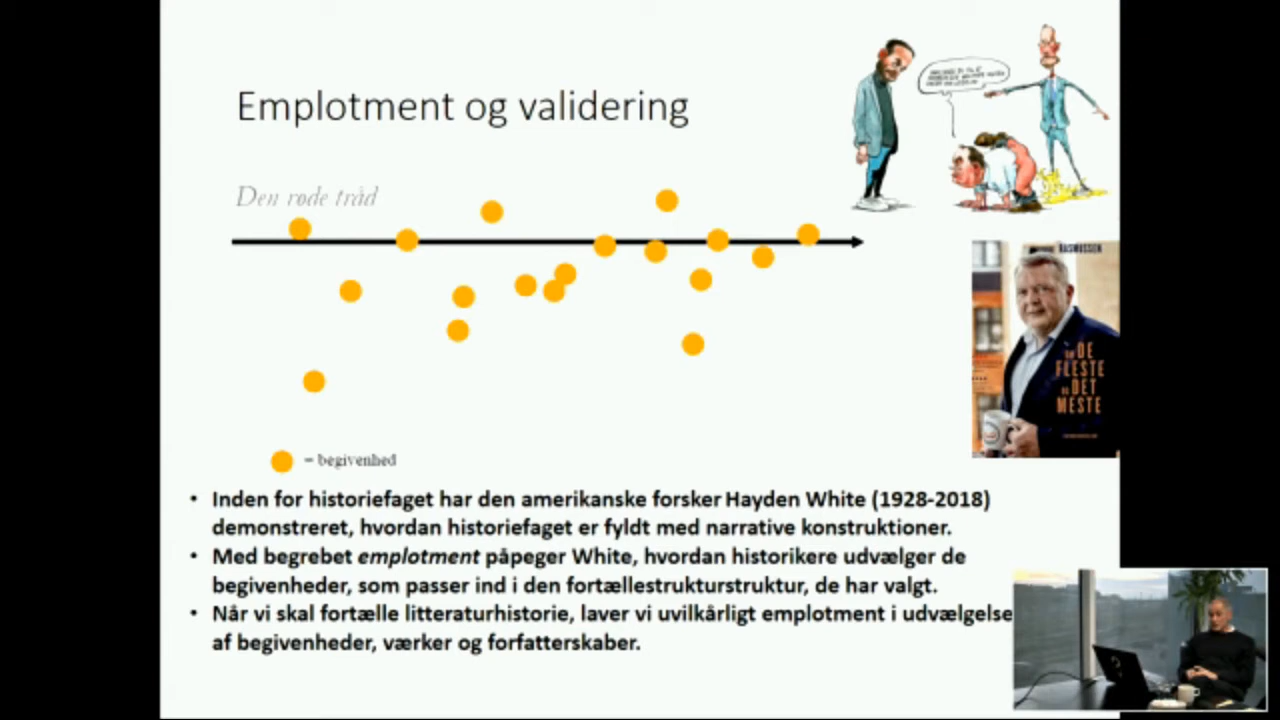 Emplotment og validering
Den røde tråd
RASMUSSEN
DE
FLESTE
OG DET
MESTE
= begivenhed
• Inden for historiefaget har den amerikanske forsker Hayden White (1928-2018)
demonstreret, hvordan historiefaget er fyldt med narrative konstruktioner.
• Med begrebet emplotment påpeger White, hvordan historikere udvælger de
begivenheder, som passer ind i den fortællestrukturstruktur, de har valgt.
• Når vi skal fortælle litteraturhistorie, laver vi uvilkårligt emplotment i udvælgelse
af begivenheder, værker og forfatterskaber.